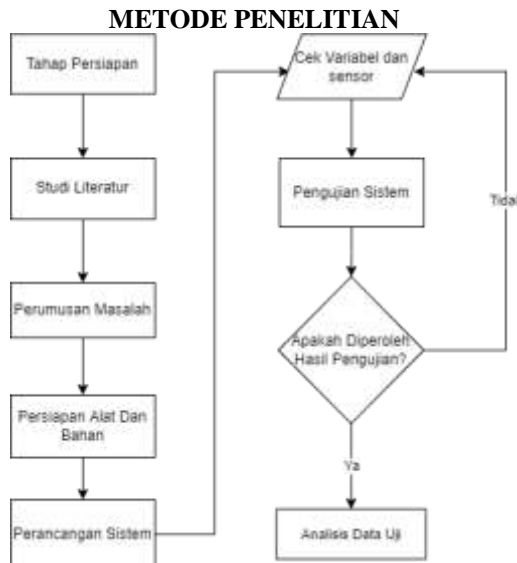 METODE PENELITIAN
Tahap Persiapan
Studi Literatur
Perumusan Masalah
Persiapan Alat Dan
Bahan
Perancangan Sistem
Cek Variabel dan
sensor
Pengujian Sistem
Apakah Diperoleh
Hasil Pengujian?
Tidak
Ya
Analisis Data Uji